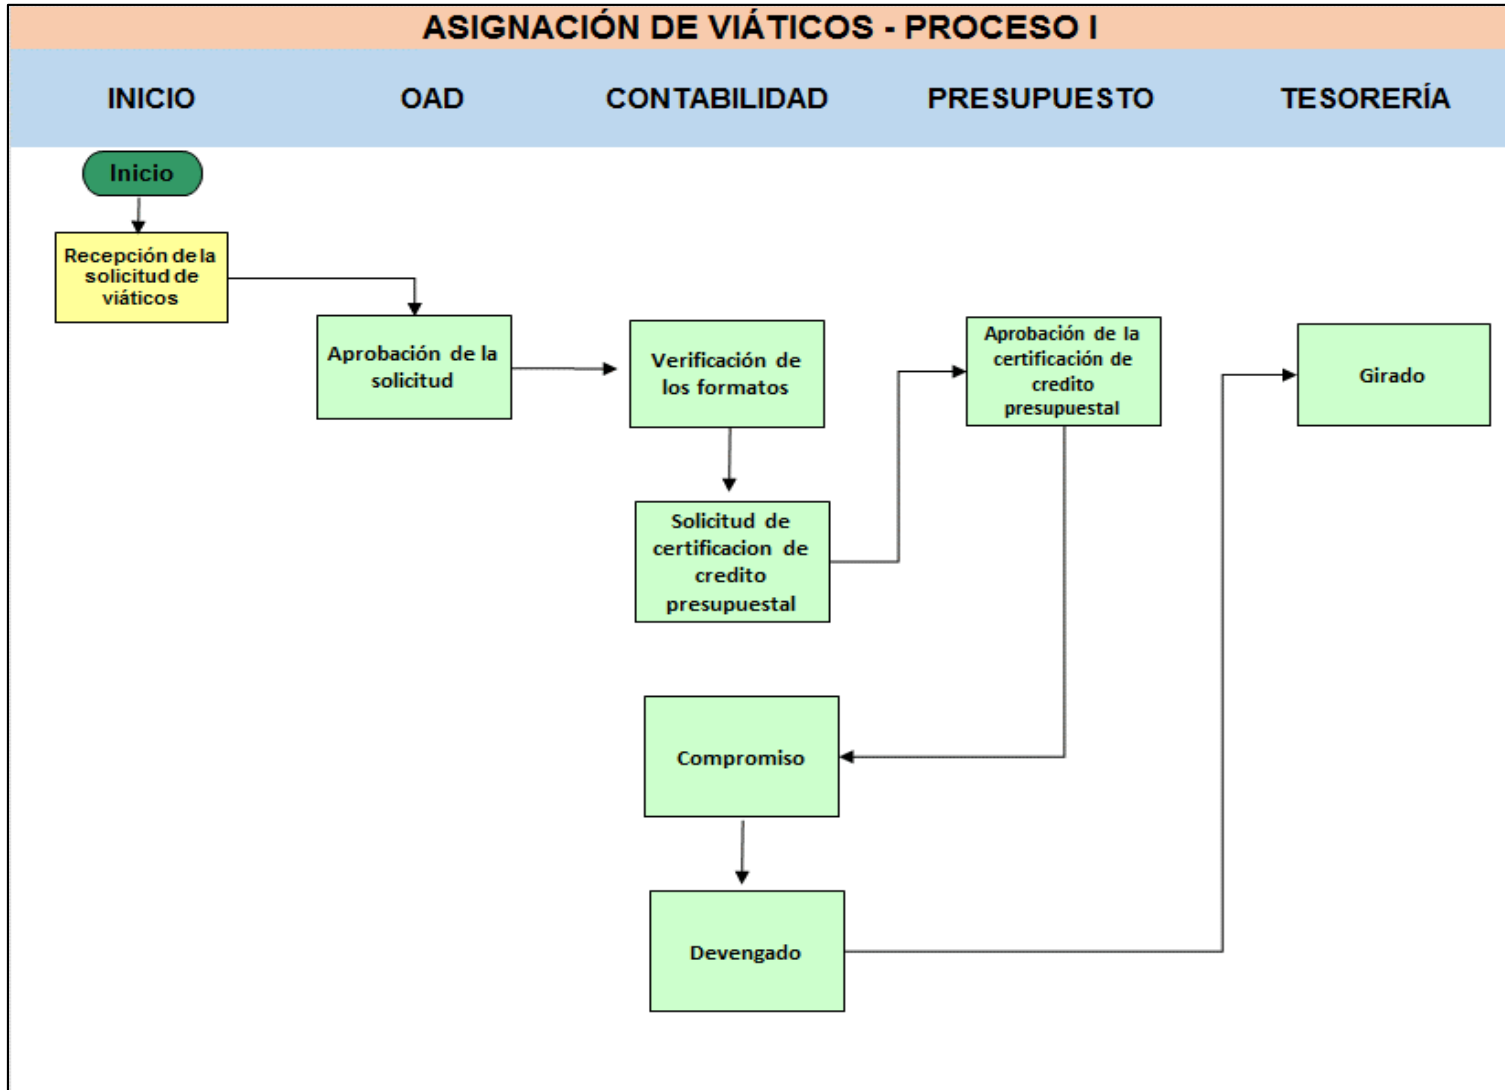 ASIGNACIÓN DE VIÁTICOS - PROCESO I
INICIO
OAD
CONTABILIDAD
PRESUPUESTO
TESORERÍA
Inicio
Recepción de la
solicitud de
viáticos
Aprobación de la
solicitud
Verificación de
los formatos
Aprobación de la
certificación de
credito
presupuestal
Girado
Solicitud de
certificacion de
credito
presupuestal
Compromiso
Devengado